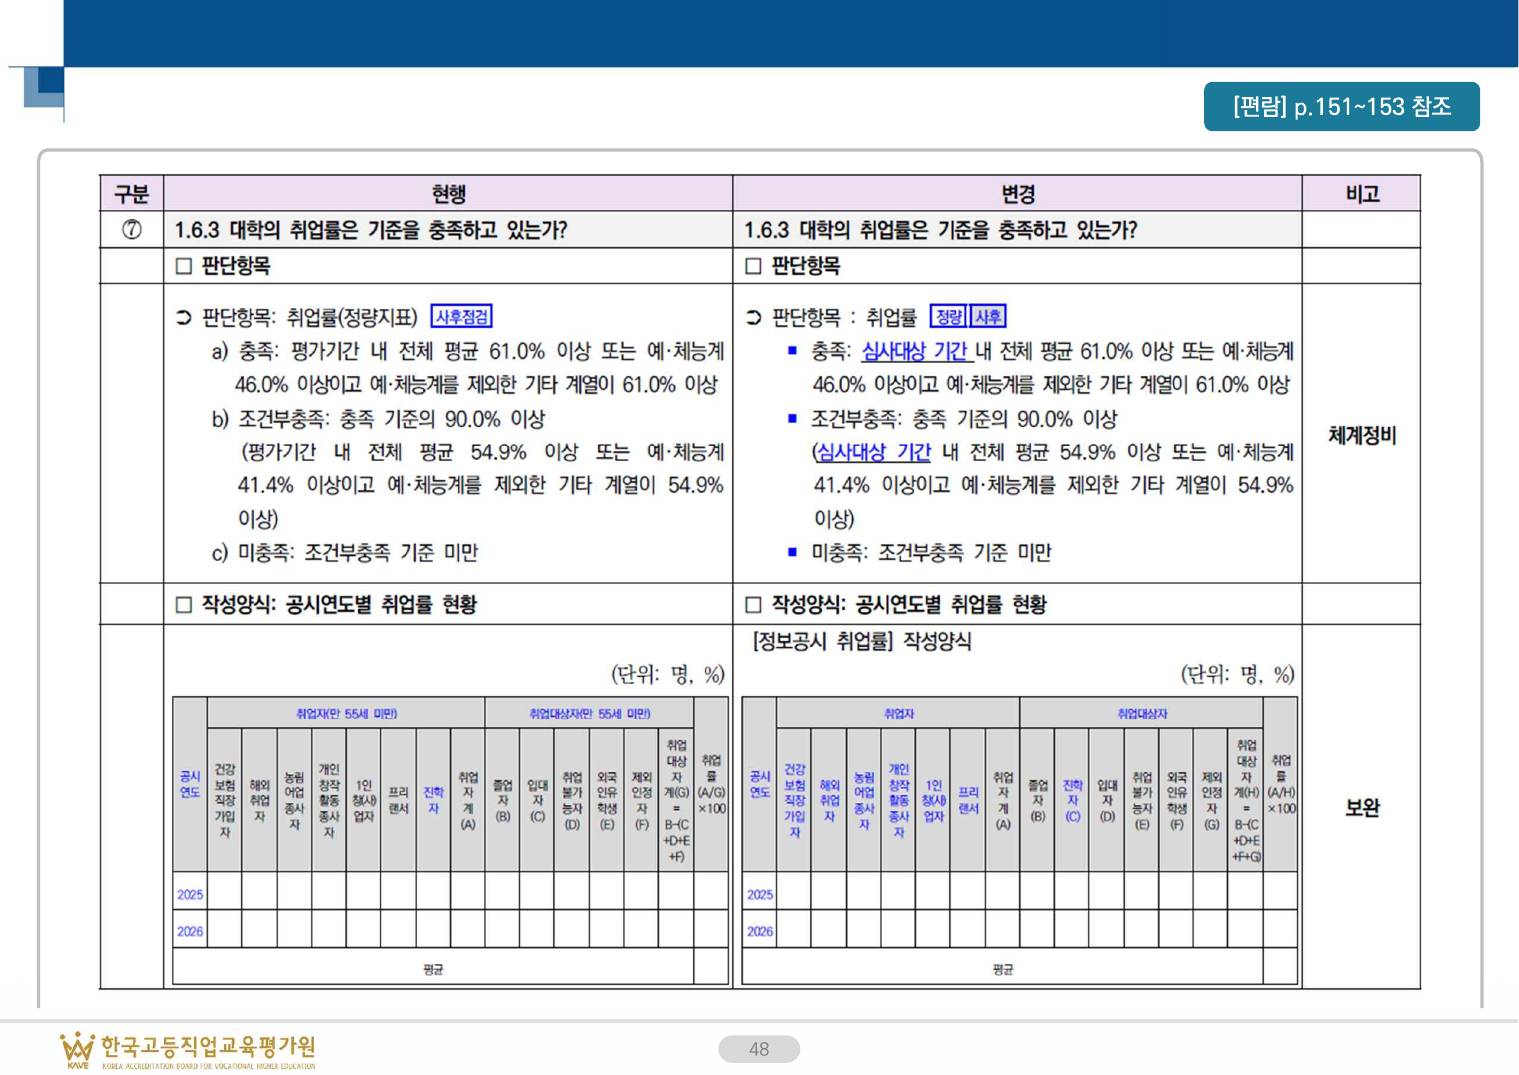 [편람] p.151~153 참조
구분 현행 변경 비고
⑦ 1.6.3 대학의 취업률은 기준을 충족하고 있는가? 1.6.3 대학의 취업률은 기준을 충족하고 있는가?
□ 판단항목 □ 판단항목
➲ 판단항목: 취업률(정량지표) 사후점검
a) 충족: 평가기간 내 전체 평균 61.0% 이상 또는 예·체능계
46.0% 이상이고 예·체능계를 제외한 기타 계열이 61.0% 이상
b) 조건부충족: 충족 기준의 90.0% 이상
(평가기간 내 전체 평균 54.9% 이상 또는 예·체능계
41.4% 이상이고 예·체능계를 제외한 기타 계열이 54.9%
이상)
c) 미충족: 조건부충족 기준 미만
➲ 판단항목 : 취업률 정량 사후
■ 충족: 심사대상 기간 내 전체 평균 61.0% 이상 또는 예·체능계
46.0% 이상이고 예·체능계를 제외한 기타 계열이 61.0% 이상
■ 조건부충족: 충족 기준의 90.0% 이상
(심사대상 기간 내 전체 평균 54.9% 이상 또는 예·체능계
41.4% 이상이고 예·체능계를 제외한 기타 계열이 54.9%
이상)
■ 미충족: 조건부충족 기준 미만
체계정비
□ 작성양식: 공시연도별 취업률 현황 □ 작성양식: 공시연도별 취업률 현황
(단위: 명, %)
취업자(만 55세 미만) 취업대상자(만 55세 미만)
공시
연도
건강
보험
직장
가입
자
해외
취업
자
농림
어업
종사
자
개인
창작
활동
종사
자
1인
창(사)
업자
프리
랜서
진학
자
취업
자
계
(A)
졸업
자
(B)
입대
자
(C)
취업
불가
능자
(D)
외국
인유
학생
(E)
제외
인정
자
(F)
취업
대상
자
계(G)
=
B-(C
+D+E
+F)
취업
률
(A/G)
×100
2025
2026
평균
[정보공시 취업률] 작성양식
(단위: 명, %)
취업자 취업대상자
공시
연도
건강
보험
직장
가입
자
해외
취업
자
농림
어업
종사
자
개인
창작
활동
종사
자
1인
창(사)
업자
프리
랜서
취업
자
계
(A)
졸업
자
(B)
진학
자
(C)
입대
자
(D)
취업
불가
능자
(E)
외국
인유
학생
(F)
제외
인정
자
(G)
취업
대상
자
계(H)
=
B-(C
+D+E
+F+G)
취업
률
(A/H)
×100
2025
2026
평균
보완
KAVE 한국고등직업교육평가원
KOREA ACCREDITATION BOARD FOR VOCATIONAL HIGHER EDUCATION
48